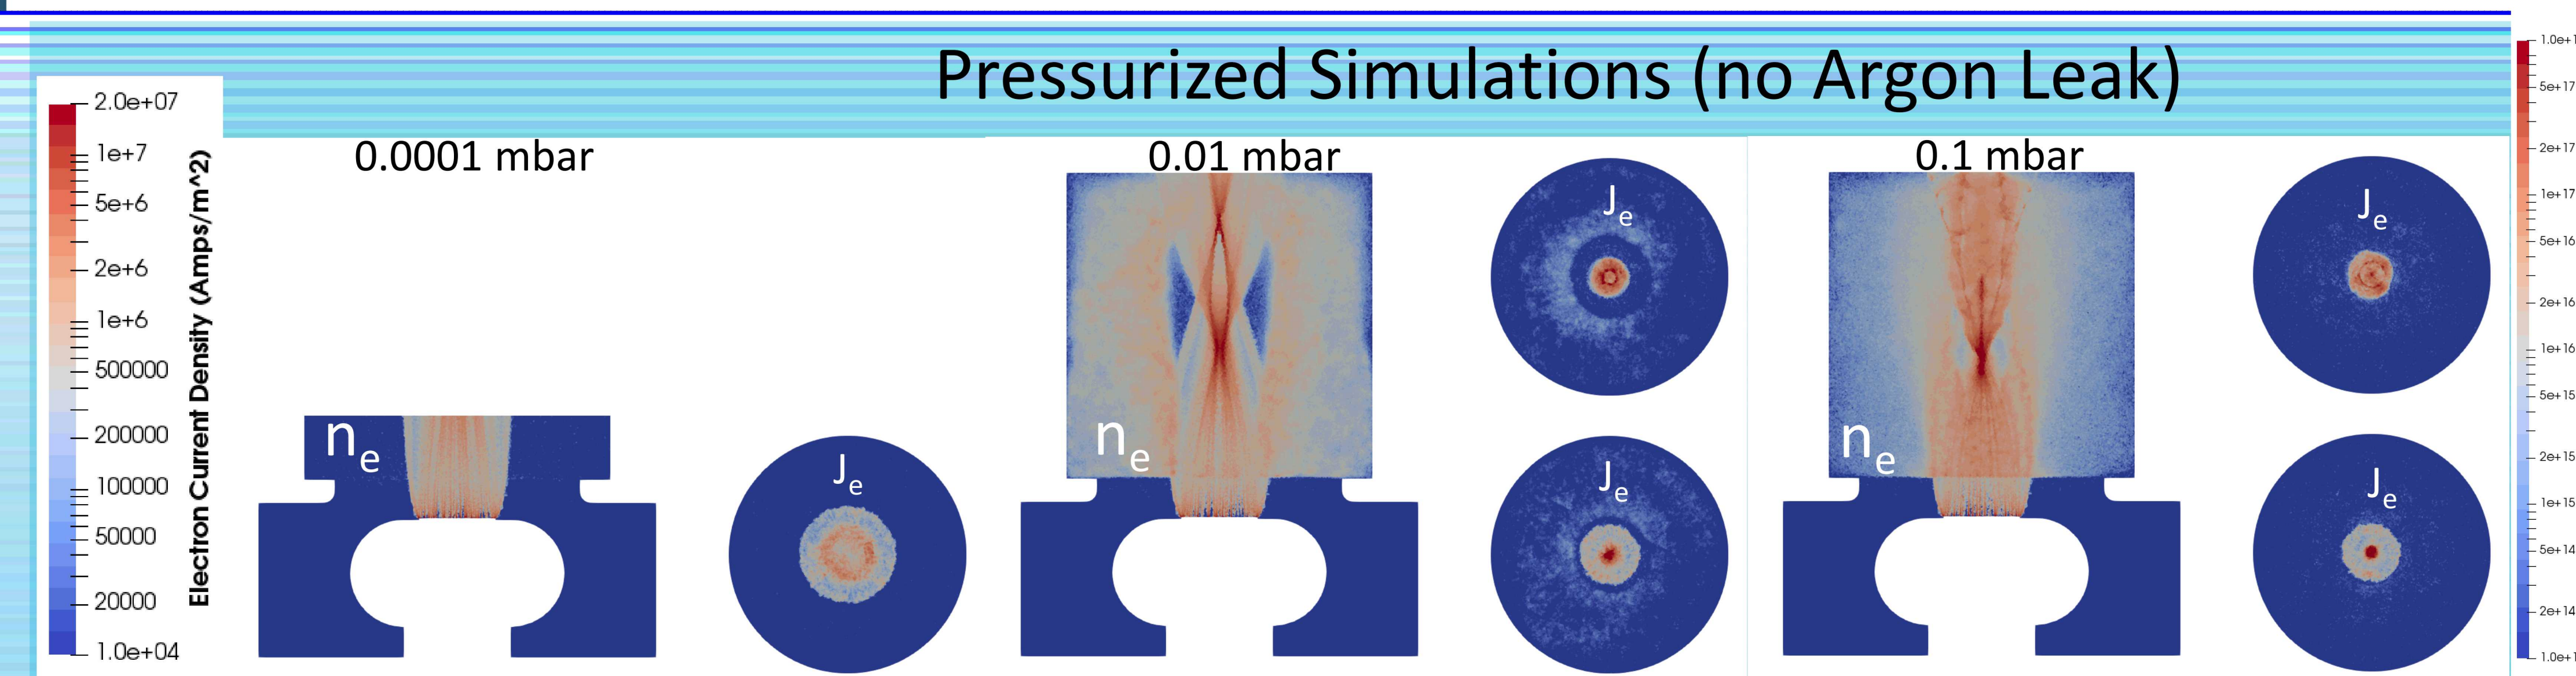 Pressurized Simulations (no Argon Leak)
2.0e+07
1e+7
5e+6
2e+6
1e+6
500000
200000
100000
50000
20000
1.0e+04
Electron Current Density (Amps/m^2)
0.0001 mbar
nₑ
Jₑ
0.01 mbar
nₑ
Jₑ
Jₑ
0.1 mbar
nₑ
Jₑ
Jₑ
5e+17
2e+17
1e+17
5e+16
2e+16
1e+16
5e+15
2e+15
1e+15
5e+14
2e+14